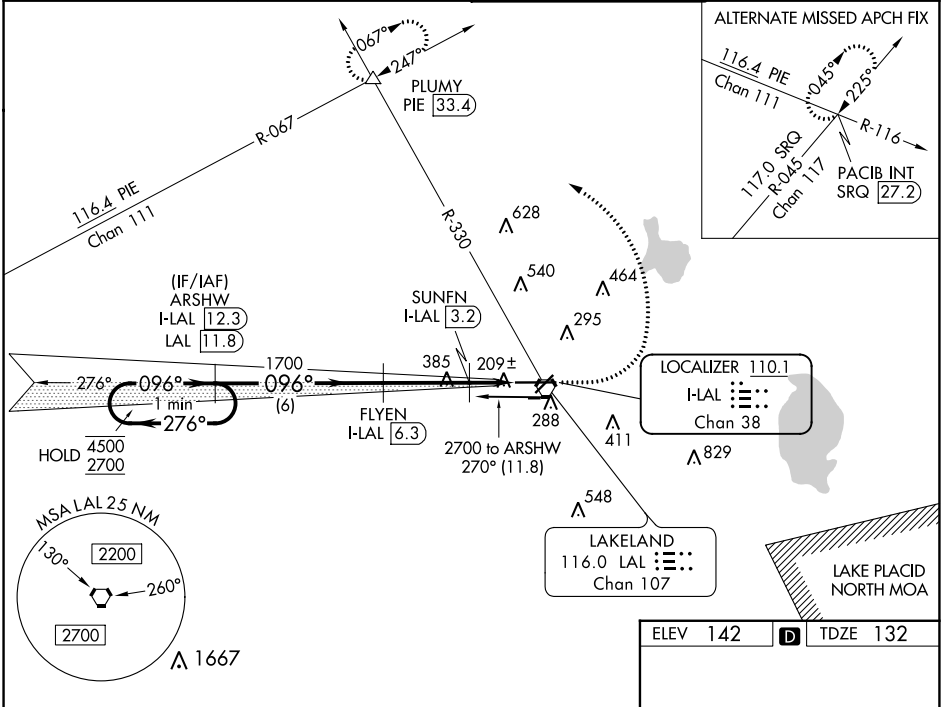 ALTERNATE MISSED APCH FIX
116.4 PIE
Chan 111
045°
225°
R-116
117.0 SRQ
R-045
Chan 117
PACIB INT
SRQ 27.2
067°
247°
PLUMY
PIE 33.4
R-067
116.4 PIE
Chan 111
R-330
628
540
464
295
(IF/IAF)
ARSHW
I-LAL 12.3
LAL 11.8
SUNFN
I-LAL 3.2
1700
385
209±
276°
096°
096°
1 min
(6)
276°
FLYEN
I-LAL 6.3
288
2700 to ARSHW
270° (11.8)
HOLD
4500
2700
LOCALIZER 110.1
I-LAL
Chan 38
411
829
548
LAKELAND
116.0 LAL
Chan 107
MSA LAL 25 NM
130°
2200
260°
2700
1667
LAKE PLACID
NORTH MOA
ELEV 142 D TDZE 132